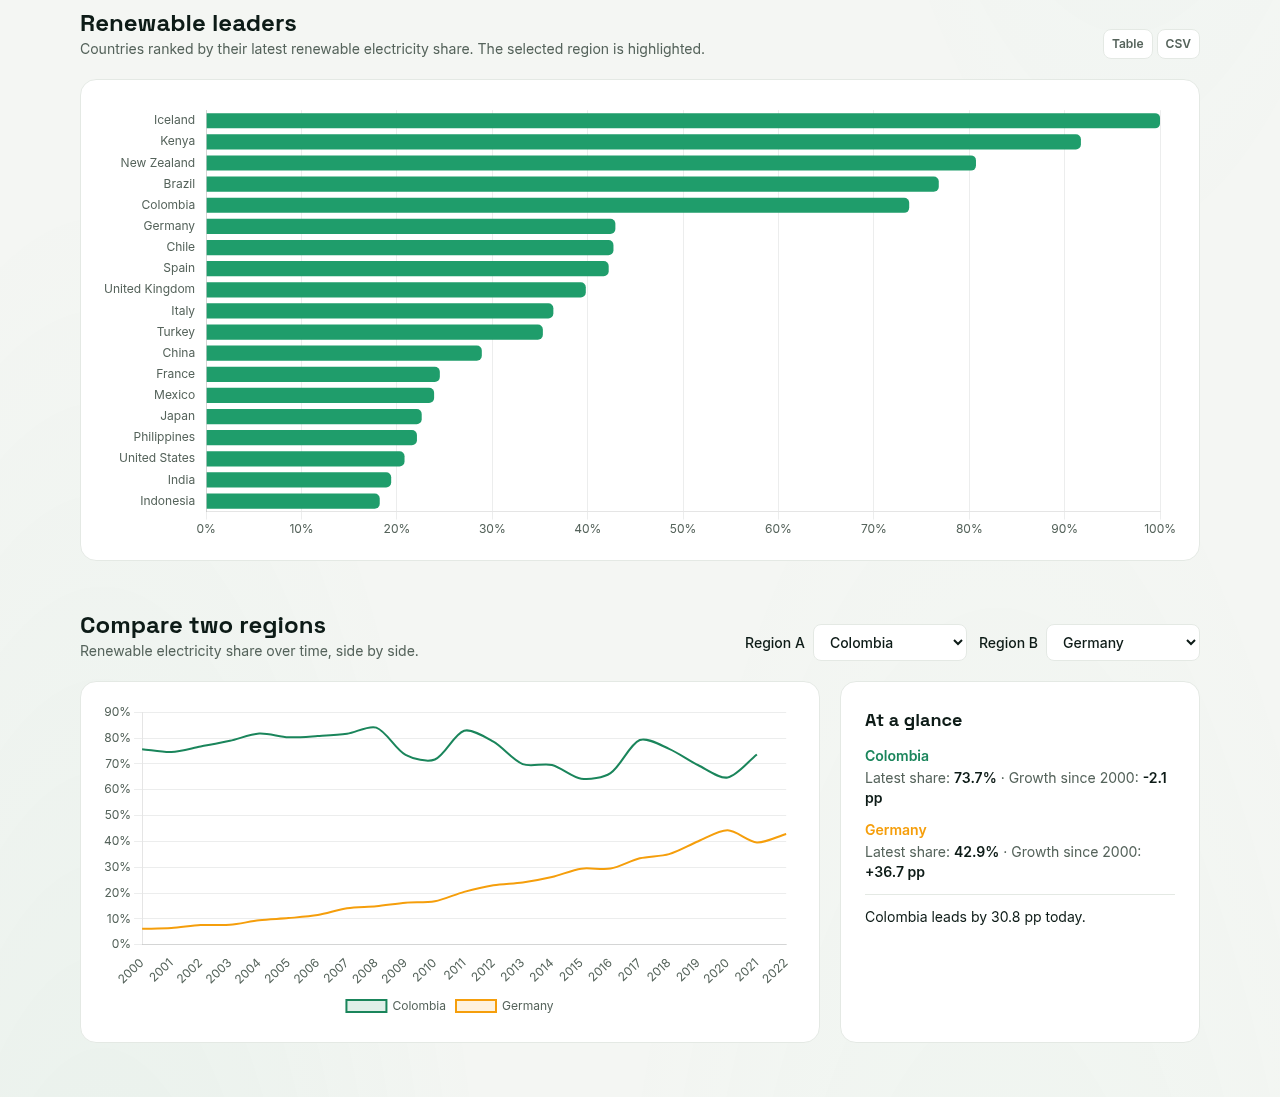 Renewable leaders
Countries ranked by their latest renewable electricity share. The selected region is highlighted.
Table
CSV
Iceland
Kenya
New Zealand
Brazil
Colombia
Germany
Chile
Spain
United Kingdom
Italy
Turkey
China
France
Mexico
Japan
Philippines
United States
India
Indonesia
0% 10% 20% 30% 40% 50% 60% 70% 80% 90% 100%
Compare two regions
Renewable electricity share over time, side by side.
Region A Colombia Region B Germany
90%
80%
70%
60%
50%
40%
30%
20%
10%
0%
2000 2001 2002 2003 2004 2005 2006 2007 2008 2009 2010 2011 2012 2013 2014 2015 2016 2017 2018 2019 2020 2021 2022
Colombia Germany
At a glance
Colombia
Latest share: 73.7% · Growth since 2000: -2.1
pp
Germany
Latest share: 42.9% · Growth since 2000:
+36.7 pp
Colombia leads by 30.8 pp today.